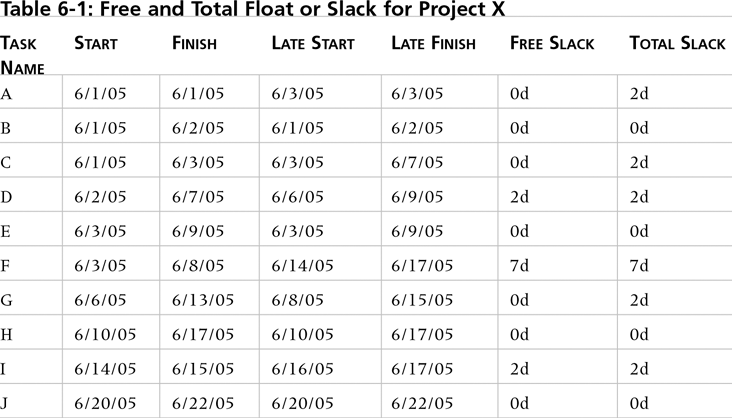 Table 6-1: Free and Total Float or Slack for Project X
Task Name Start Finish Late Start Late Finish Free Slack Total Slack
A 6/1/05 6/1/05 6/3/05 6/3/05 0d 2d
B 6/1/05 6/2/05 6/1/05 6/2/05 0d 0d
C 6/1/05 6/3/05 6/3/05 6/7/05 0d 2d
D 6/2/05 6/7/05 6/6/05 6/9/05 2d 2d
E 6/3/05 6/9/05 6/3/05 6/9/05 0d 0d
F 6/3/05 6/8/05 6/14/05 6/17/05 7d 7d
G 6/6/05 6/13/05 6/8/05 6/15/05 0d 2d
H 6/10/05 6/17/05 6/10/05 6/17/05 0d 0d
I 6/14/05 6/15/05 6/16/05 6/17/05 2d 2d
J 6/20/05 6/22/05 6/20/05 6/22/05 0d 0d